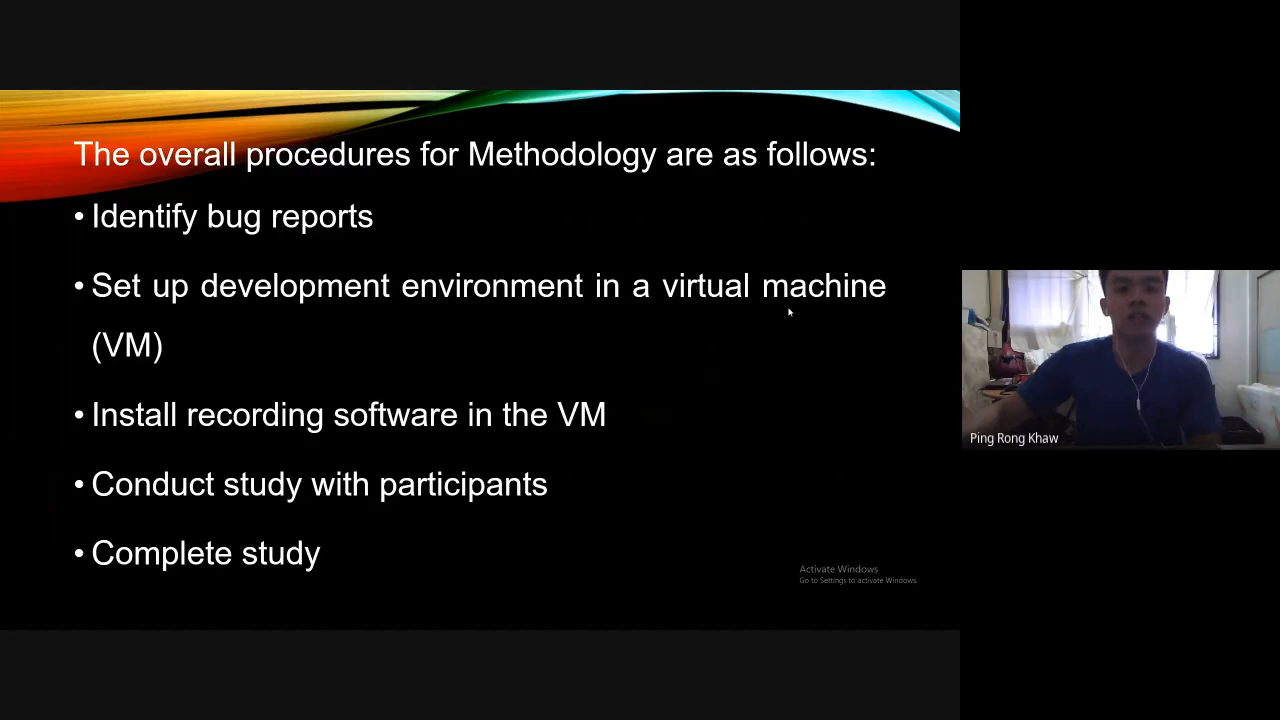 The overall procedures for Methodology are as follows:
• Identify bug reports
• Set up development environment in a virtual machine
(VM)
• Install recording software in the VM
• Conduct study with participants
• Complete study
Activate Windows
Go to Settings to activate Windows.
Ping Rong Khaw